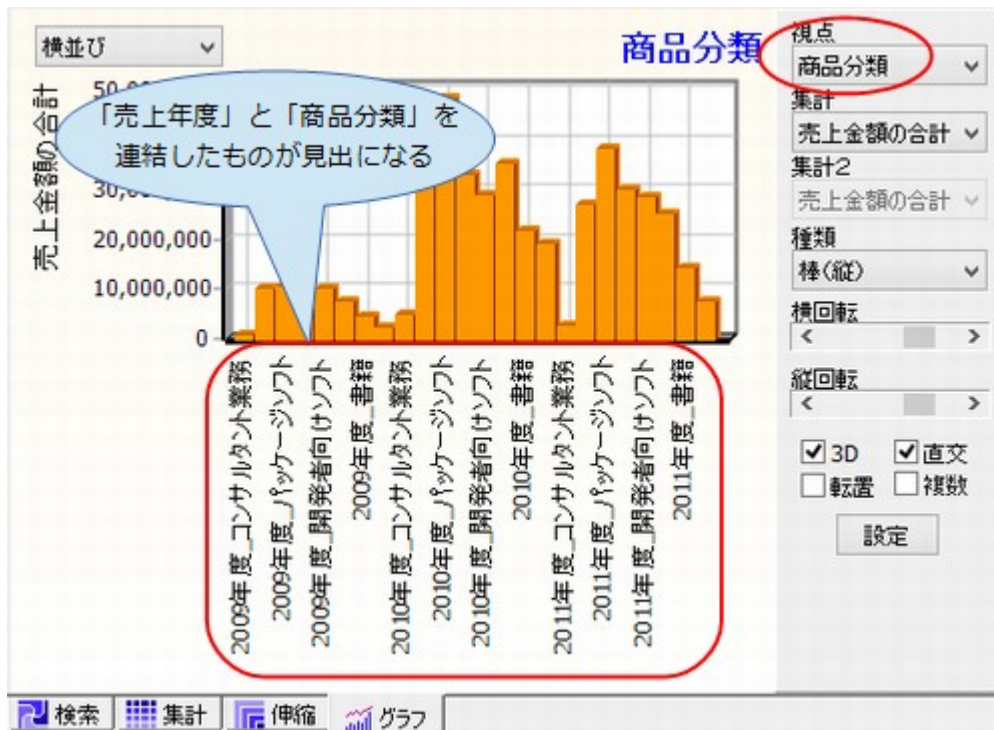 横並び
商品分類
売上金額の合計
「売上年度」と「商品分類」を
連結したものが見出になる
20,000,000
10,000,000
0
2009年度_コンサルタント業務
2009年度_パッケージソフト
2009年度_開発者向けソフト
2009年度_書籍
2010年度_コンサルタント業務
2010年度_パッケージソフト
2010年度_開発者向けソフト
2010年度_書籍
2011年度_コンサルタント業務
2011年度_パッケージソフト
2011年度_開発者向けソフト
2011年度_書籍
視点
商品分類
集計
売上金額の合計
集計2
売上金額の合計
種類
棒(縦)
横回転
縦回転
3D
直交
転置
複数
設定
検索
集計
伸縮
グラフ